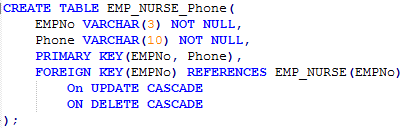 CREATE TABLE EMP_NURSE_Phone(
    EMPNo VARCHAR(3) NOT NULL,
    Phone VARCHAR(10) NOT NULL,
    PRIMARY KEY(EMPNo, Phone),
    FOREIGN KEY(EMPNo) REFERENCES EMP_NURSE(EMPNo)
        On UPDATE CASCADE
        ON DELETE CASCADE
);